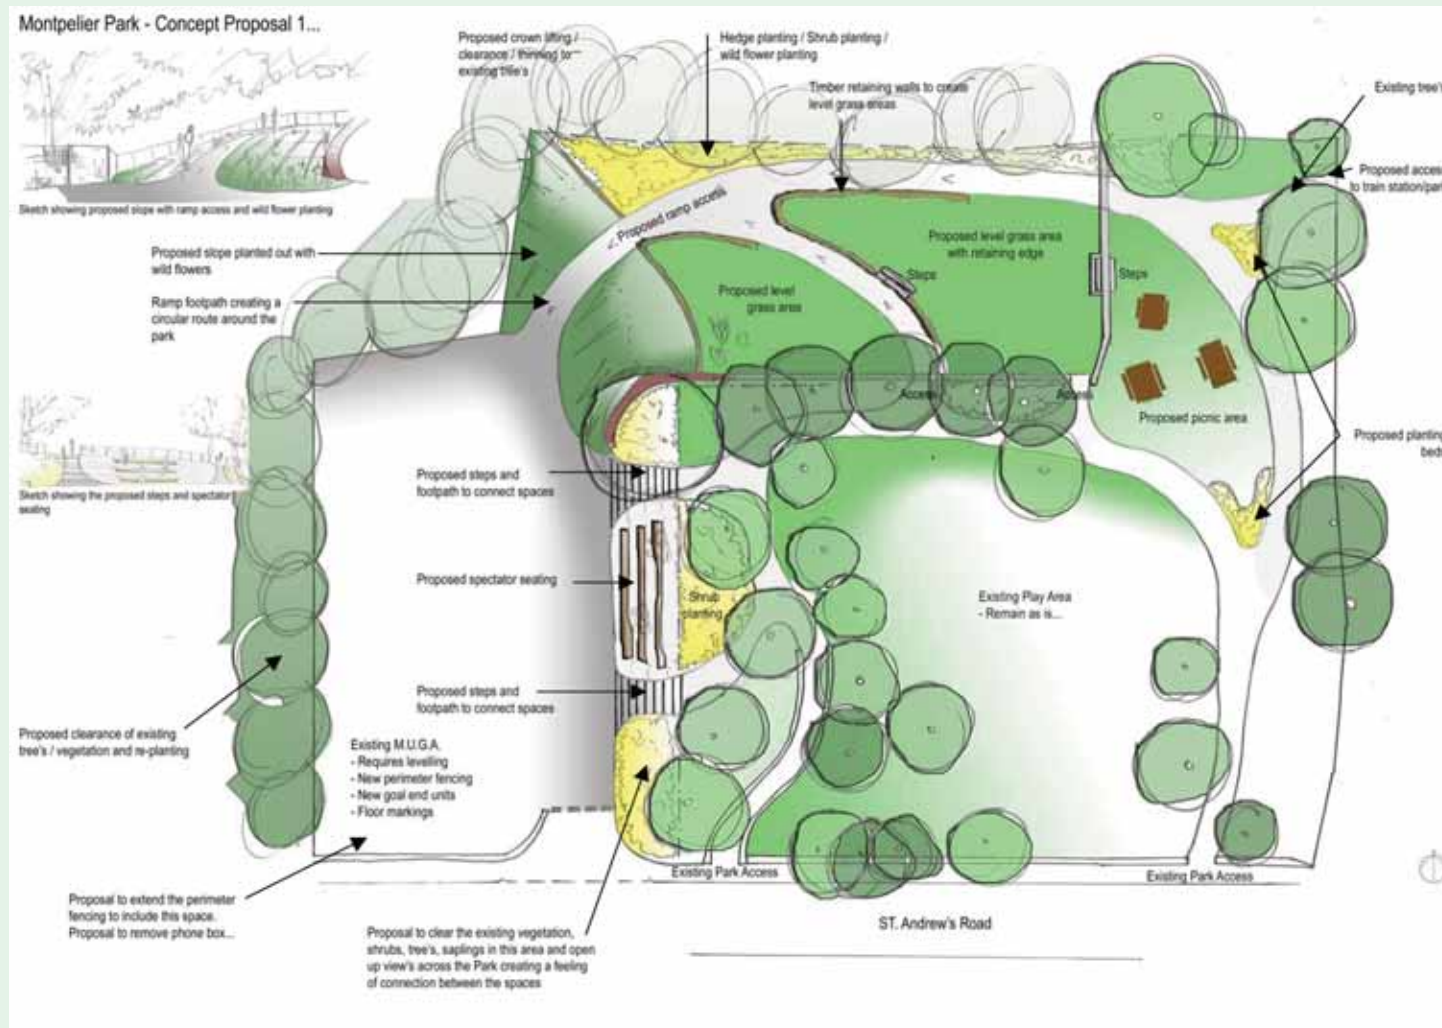 Montpelier Park - Concept Proposal 1...
Proposed crown lifting /
clearance / thinning to
existing tree's
Hedge planting / Shrub planting /
wild flower planting
Timber retaining walls to create
level grass areas
Existing tree's
Proposed access
to train station/park
Sketch showing proposed slope with ramp access and wild flower planting
Proposed slope planted out with
wild flowers
Ramp footpath creating a
circular route around the
park
< Proposed ramp access
Proposed level grass area
with retaining edge
Steps
Steps
Proposed level
grass area
Access
Access
Proposed picnic area
Proposed planting
beds
Sketch showing the proposed steps and spectator
seating
Proposed steps and
footpath to connect spaces
Proposed spectator seating
Shrub
planting
Existing Play Area
- Remain as is...
Proposed steps and
footpath to connect spaces
Proposed clearance of existing
tree's / vegetation and re-planting
Existing M.U.G.A.
- Requires levelling
- New perimeter fencing
- New goal end units
- Floor markings
Existing Park Access
Existing Park Access
Proposal to extend the perimeter
fencing to include this space.
Proposal to remove phone box...
Proposal to clear the existing vegetation,
shrubs, tree's, saplings in this area and open
up view's across the Park creating a feeling
of connection between the spaces
ST. Andrew's Road